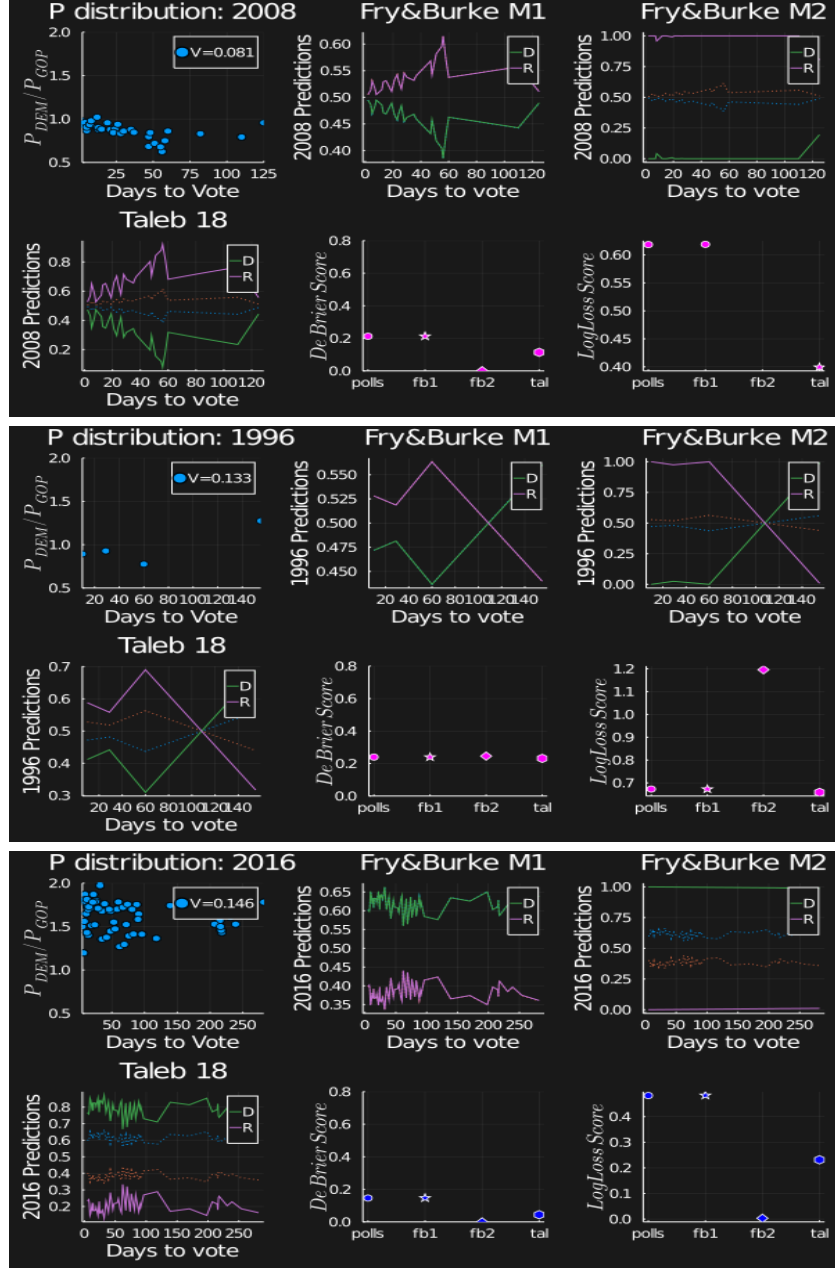 P distribution: 2008
Fry&Burke M1
Fry&Burke M2
P_DEM/P_GOP
2.0
1.5
1.0
0.5
V=0.081
0 25 50 75 100 125
Days to Vote
2008 Predictions
0.60
0.55
0.50
0.45
0.40
D
R
0 20 40 60 80 100 120
Days to vote
2008 Predictions
1.00
0.75
0.50
0.25
0.00
D
R
0 20 40 60 80 100 120
Days to vote
Taleb 18
2008 Predictions
0.8
0.6
0.4
0.2
D
R
0 20 40 60 80 100 120
Days to vote
De Brier Score
0.8
0.6
0.4
0.2
0.0
polls fb1 fb2 tal
LogLoss Score
0.60
0.55
0.50
0.45
0.40
polls fb1 fb2 tal
P distribution: 1996
Fry&Burke M1
Fry&Burke M2
P_DEM/P_GOP
2.0
1.5
1.0
0.5
V=0.133
20 40 60 80 100 120 140
Days to Vote
1996 Predictions
0.550
0.525
0.500
0.475
0.450
D
R
0 20 40 60 80 100 120 140
Days to vote
1996 Predictions
1.00
0.75
0.50
0.25
0.00
D
R
0 20 40 60 80 100 120 140
Days to vote
Taleb 18
1996 Predictions
0.7
0.6
0.5
0.4
0.3
D
R
0 20 40 60 80 100 120 140
Days to vote
De Brier Score
0.8
0.6
0.4
0.2
0.0
polls fb1 fb2 tal
LogLoss Score
1.2
1.1
1.0
0.9
0.8
0.7
polls fb1 fb2 tal
P distribution: 2016
Fry&Burke M1
Fry&Burke M2
P_DEM/P_GOP
2.0
1.5
1.0
0.5
V=0.146
50 100 150 200 250
Days to Vote
2016 Predictions
0.65
0.60
0.55
0.50
0.45
0.40
0.35
D
R
0 50 100 150 200 250
Days to vote
2016 Predictions
1.00
0.75
0.50
0.25
0.00
D
R
0 50 100 150 200 250
Days to vote
Taleb 18
2016 Predictions
0.8
0.7
0.6
0.5
0.4
0.3
0.2
D
R
0 50 100 150 200 250
Days to vote
De Brier Score
0.8
0.6
0.4
0.2
0.0
polls fb1 fb2 tal
LogLoss Score
0.4
0.3
0.2
0.1
0.0
polls fb1 fb2 tal